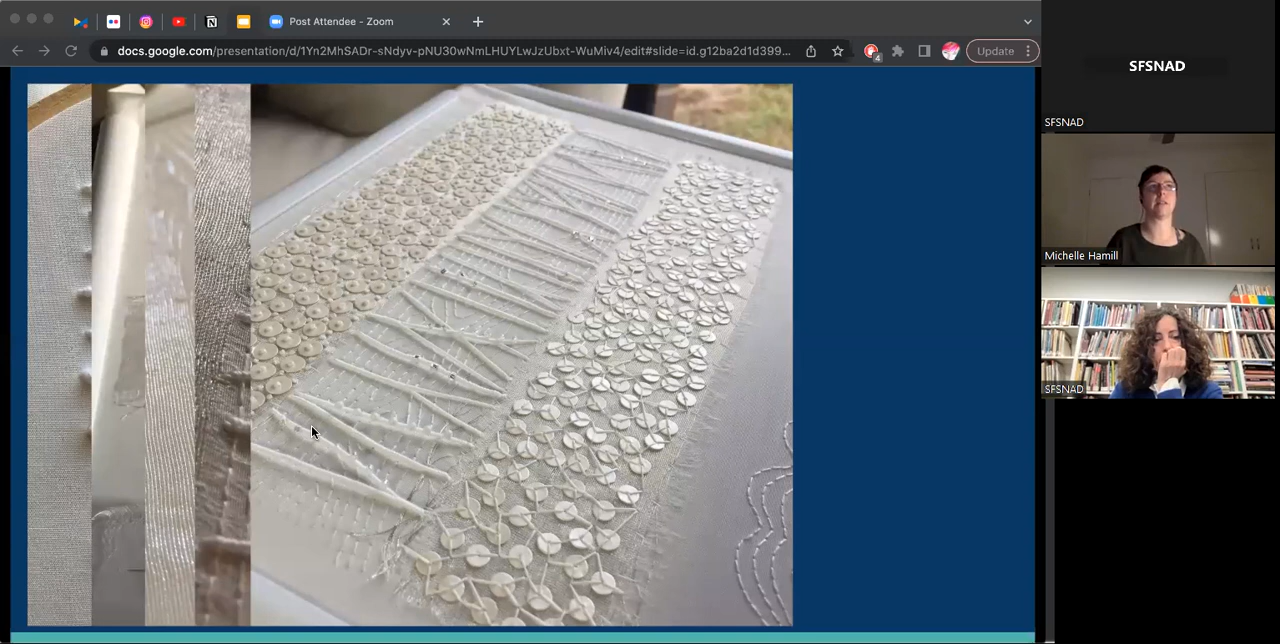 Post Attendee - Zoom
docs.google.com/presentation/d/1Yn2MhSADr-sNdyv-pNU30wNmLHUYLwJzUbxt-WuMiv4/edit#slide=id.g12ba2d1d399...
4
Update
SFSNAD
SFSNAD
Michelle Hamill
SFSNAD